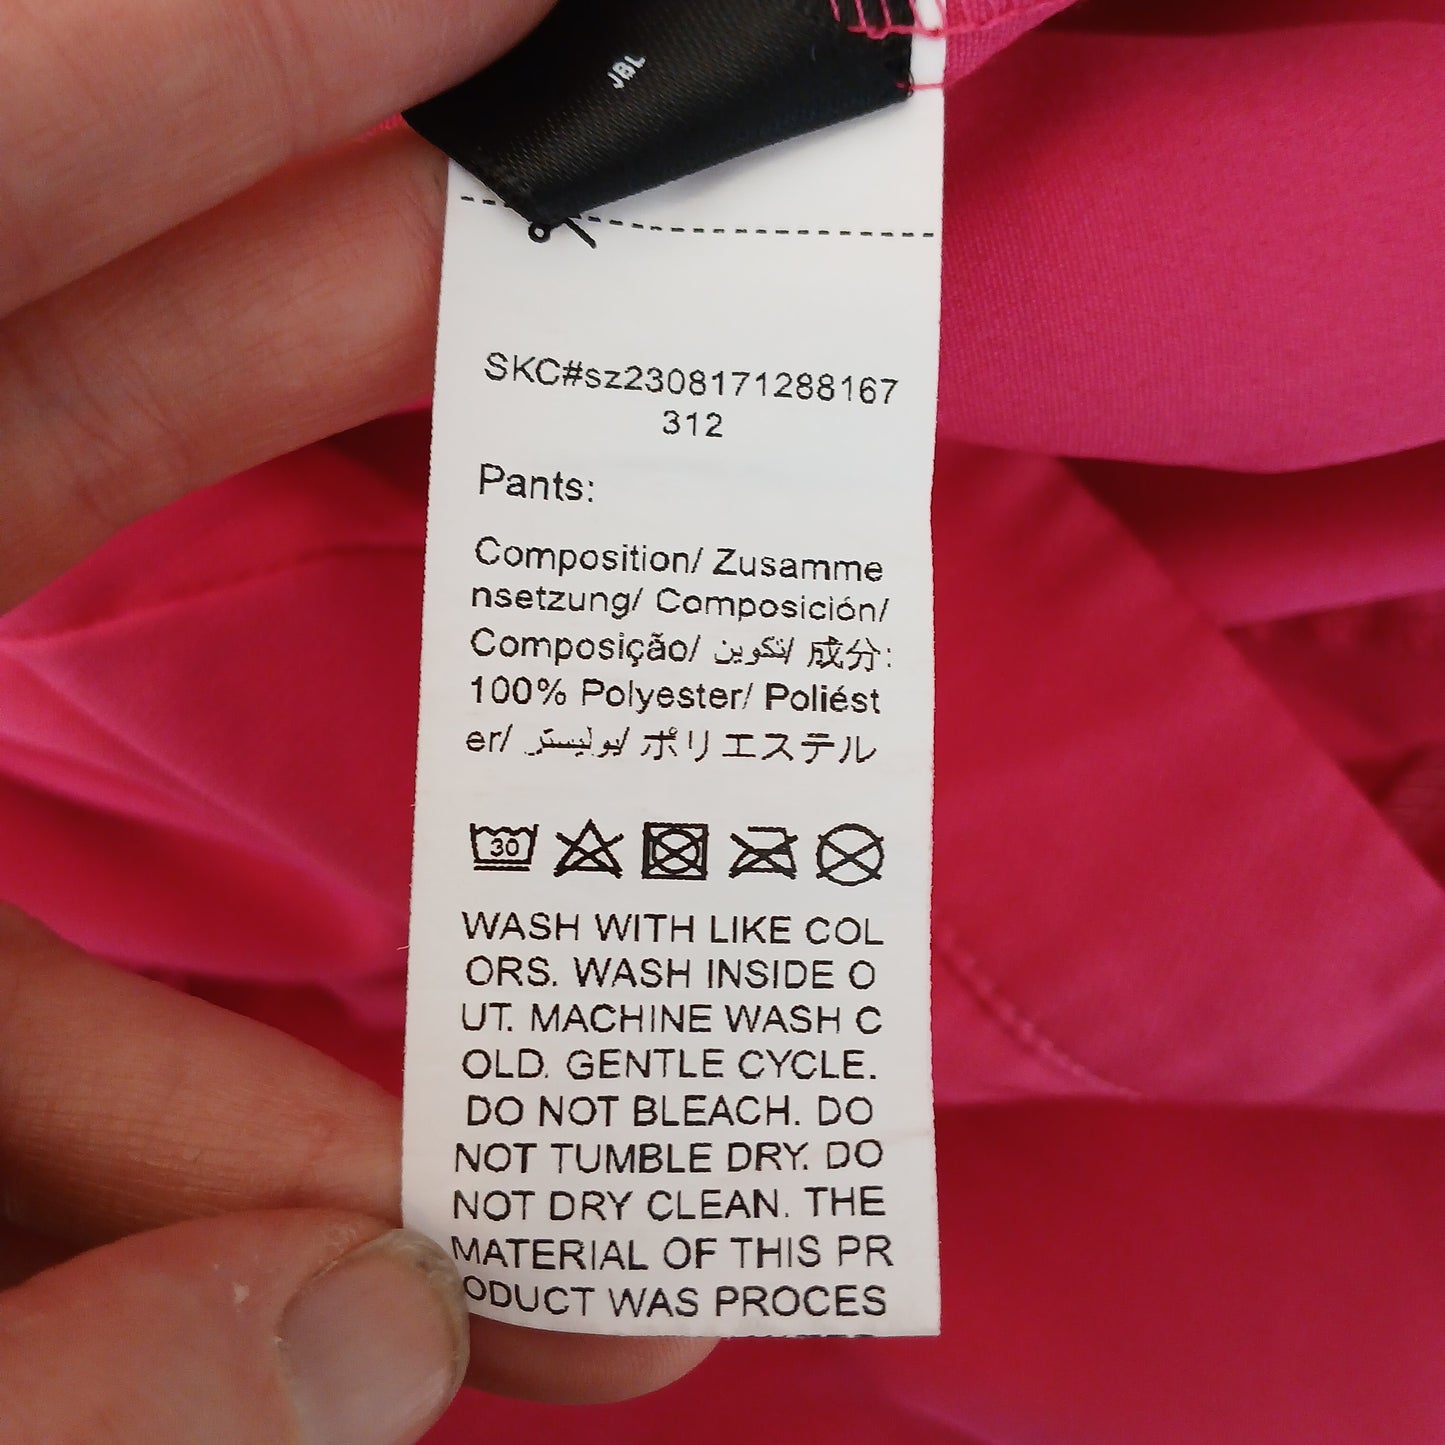 JBL
SKC#sz2308171288167
312
Pants:
Composition/ Zusamme
nsetzung/ Composición/
Composição/ تكوين/ 成分:
100% Polyester/ Poliést
er/ بوليستر/ ポリエステル
30
WASH WITH LIKE COL
ORS. WASH INSIDE O
UT. MACHINE WASH C
OLD. GENTLE CYCLE.
DO NOT BLEACH. DO
NOT TUMBLE DRY. DO
NOT DRY CLEAN. THE
MATERIAL OF THIS PR
ODUCT WAS PROCES